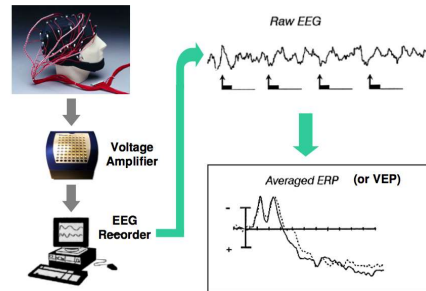 Raw EEG
Voltage
Amplifier
EEG
Recorder
Averaged ERP (or VEP)
-
+